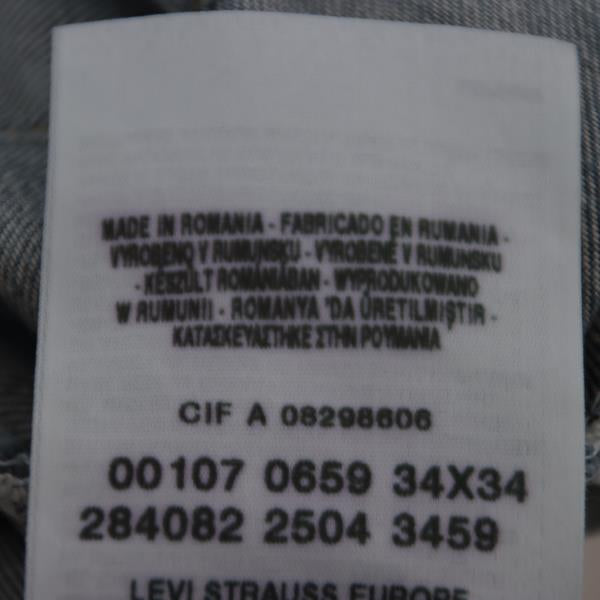 MADE IN ROMANIA - FABRICADO EN RUMANIA -
VYROBENO V RUMUNSKU - VYROBENÉ V RUMUNSKU
- KÉSZÜLT ROMÁNIÁBAN - WYPRODUKOWANO
W RUMUNII - ROMANYA 'DA ÜRETILMIŞTIR -
ΚΑΤΑΣΚΕΥΑΣΤΗΚΕ ΣΤΗΝ ΡΟΥΜΑΝΙΑ
CIF A 08298606
00107 0659 34X34
284082 2504 3459
LEVI STRAUSS EUROPE